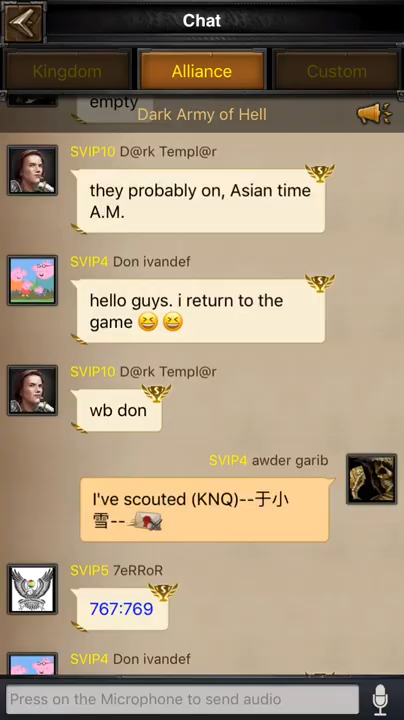 Chat
Kingdom
Alliance
Custom
empty
Dark Army of Hell
SVIP10 D@rk Templ@r
they probably on, Asian time
A.M.
SVIP4 Don ivandef
hello guys. i return to the
game 😆 😆
SVIP10 D@rk Templ@r
wb don
SVIP4 awder garib
I've scouted (KNQ)--于小
雪--
SVIP5 7eRRoR
767:769
SVIP4 Don ivandef
Press on the Microphone to send audio